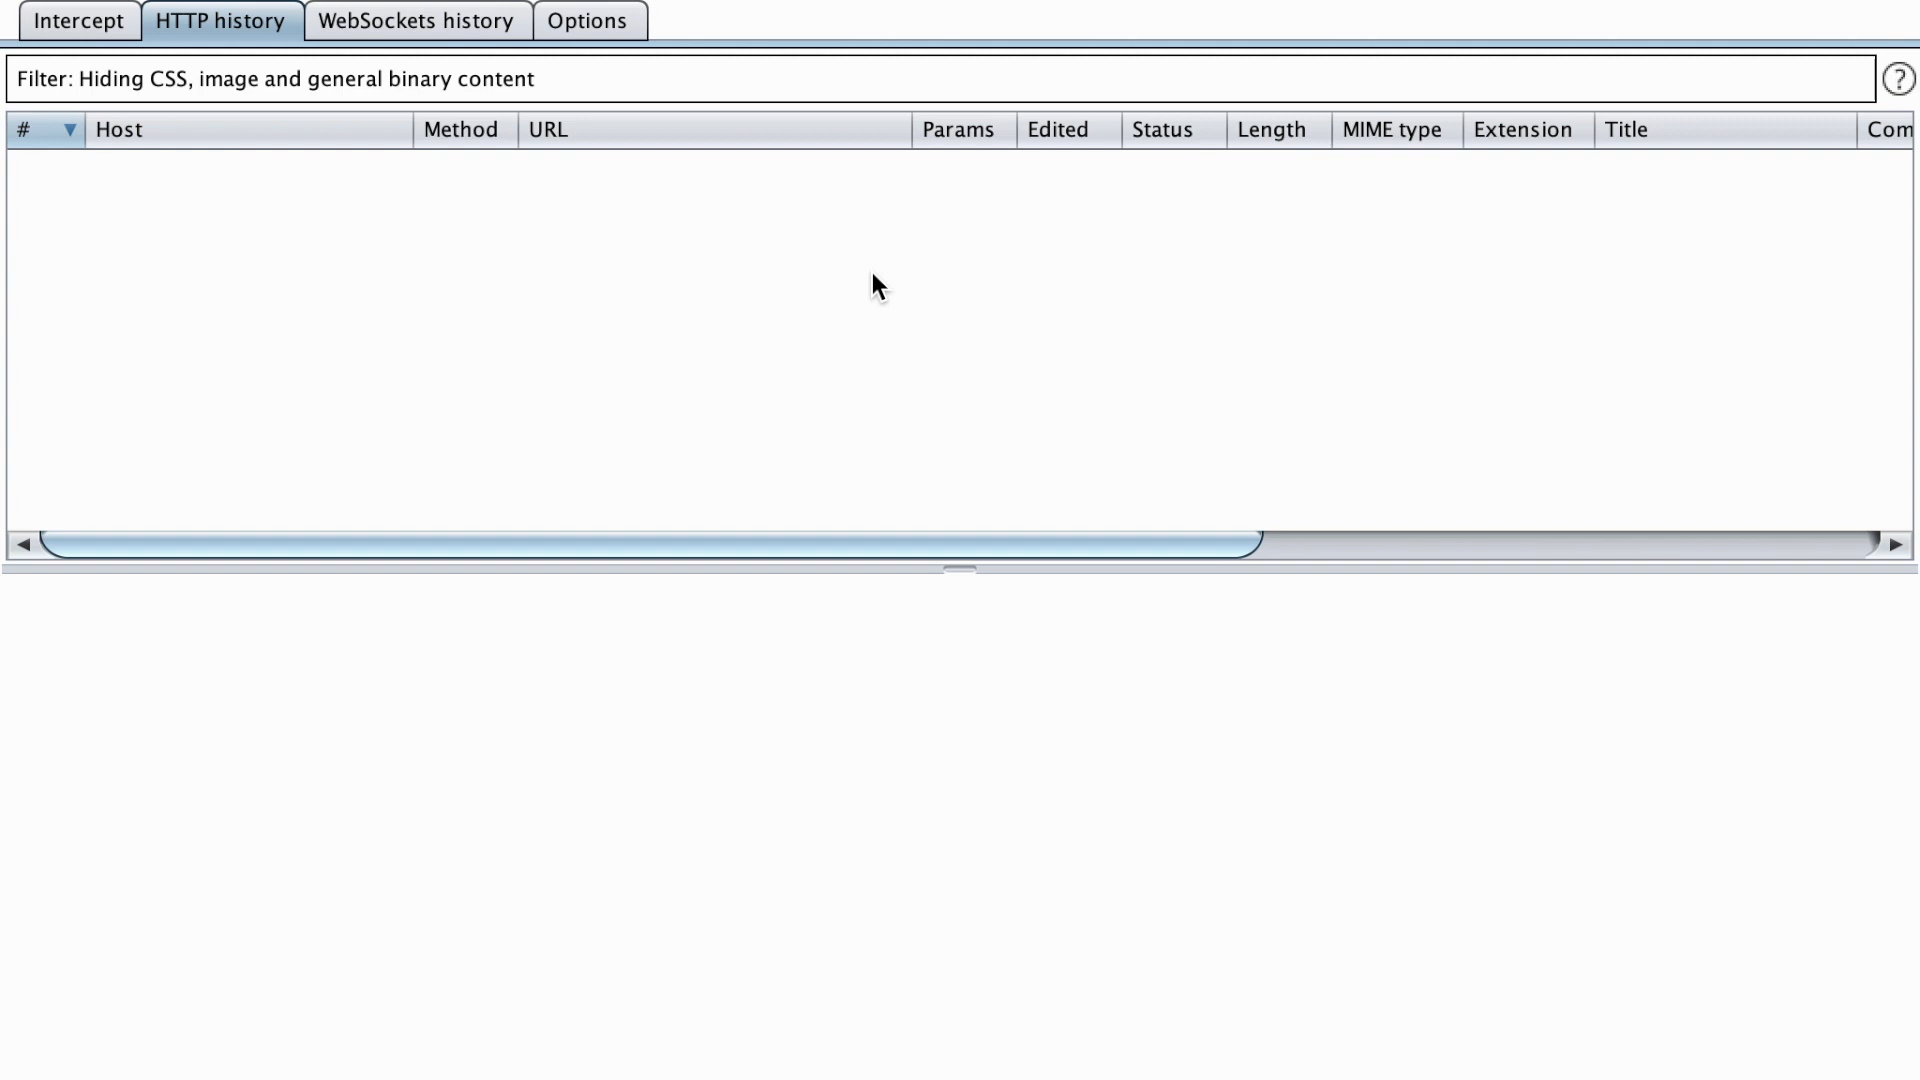 Intercept HTTP history WebSockets history Options
Filter: Hiding CSS, image and general binary content ?
# Host Method URL Params Edited Status Length MIME type Extension Title Com